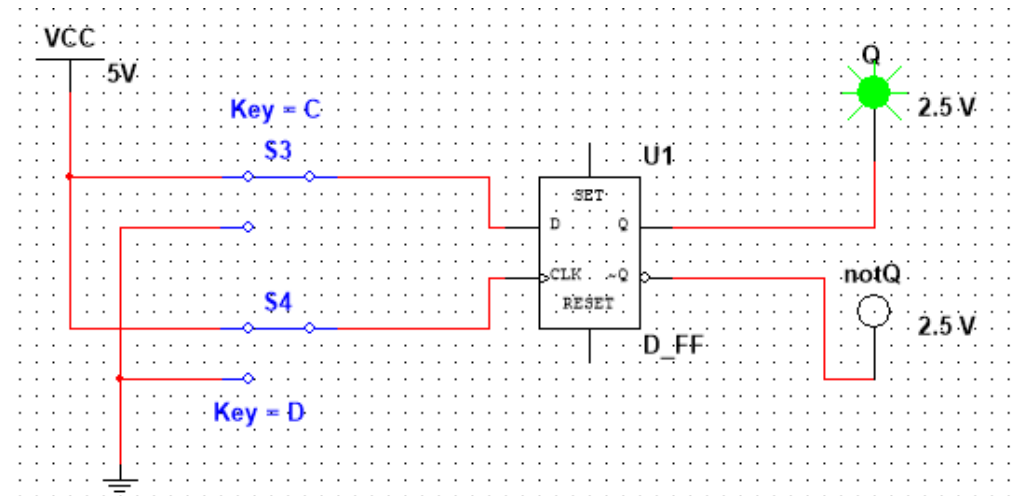 VCC
5V
Key = C
S3
Q
2.5 V
U1
SET
D Q
CLK ~Q
RESET
D_FF
notQ
2.5 V
S4
Key = D